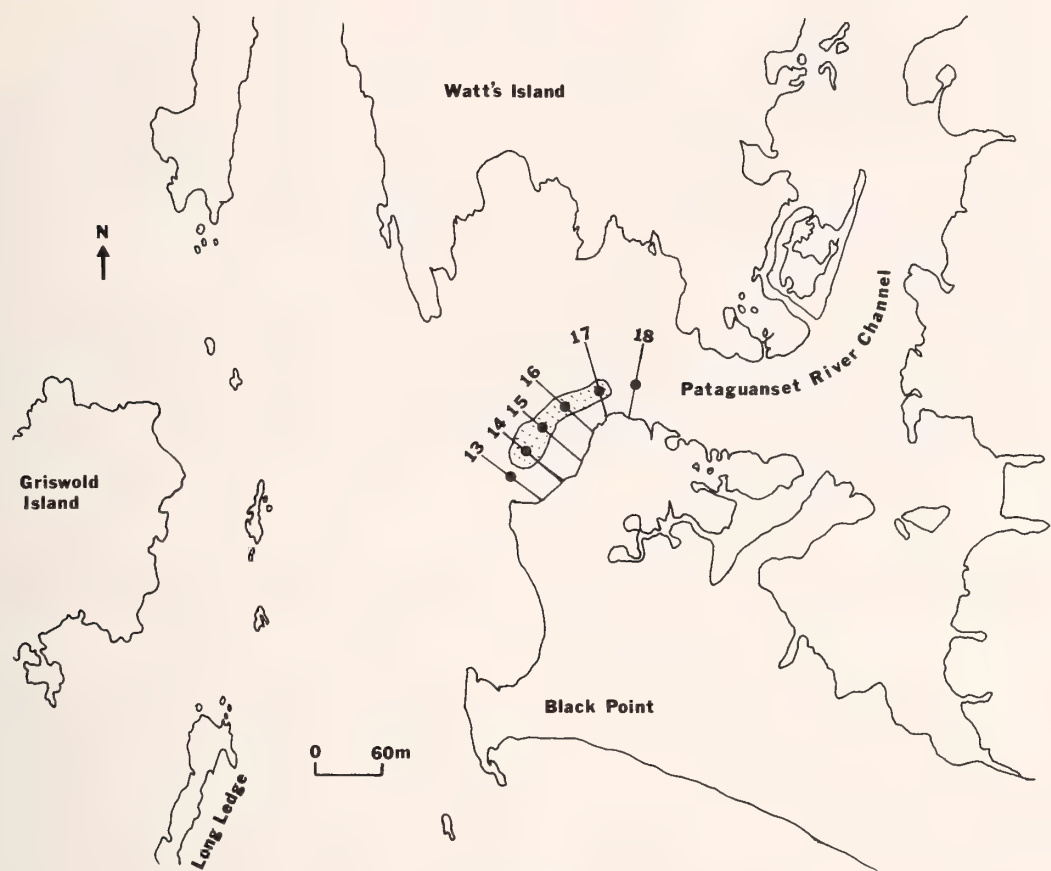 Watt's Island
N
17
18
16
15
14
13
Pataguanset River Channel
Griswold
Island
Black Point
0 60m
Long Ledge